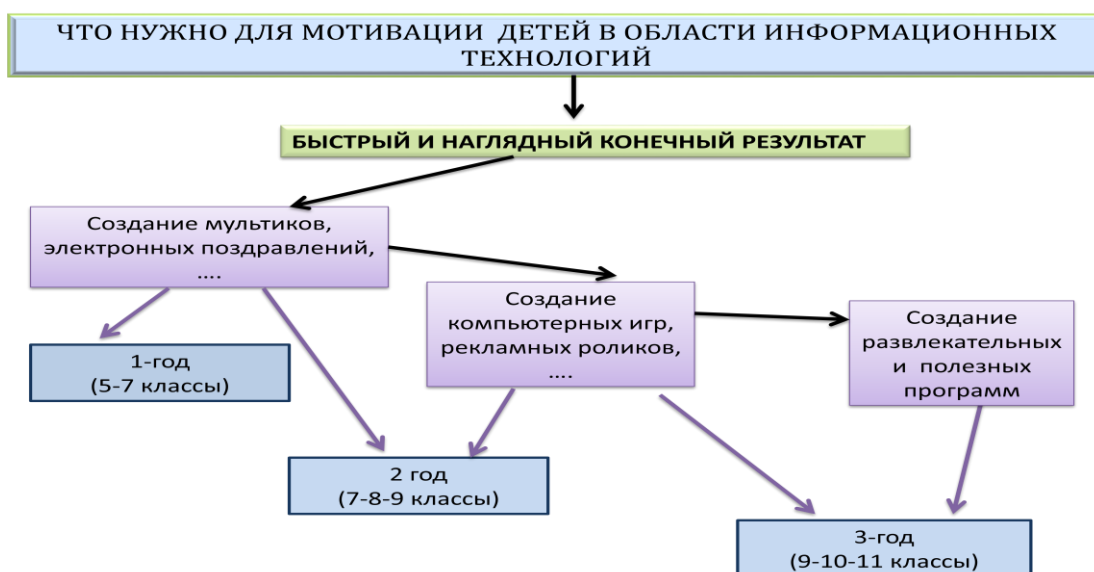 ЧТО НУЖНО ДЛЯ МОТИВАЦИИ ДЕТЕЙ В ОБЛАСТИ ИНФОРМАЦИОННЫХ
ТЕХНОЛОГИЙ
БЫСТРЫЙ И НАГЛЯДНЫЙ КОНЕЧНЫЙ РЕЗУЛЬТАТ
Создание мультиков,
электронных поздравлений,
....
Создание
компьютерных игр,
рекламных роликов,
....
Создание
развлекательных
и полезных
программ
1-год
(5-7 классы)
2 год
(7-8-9 классы)
3-год
(9-10-11 классы)